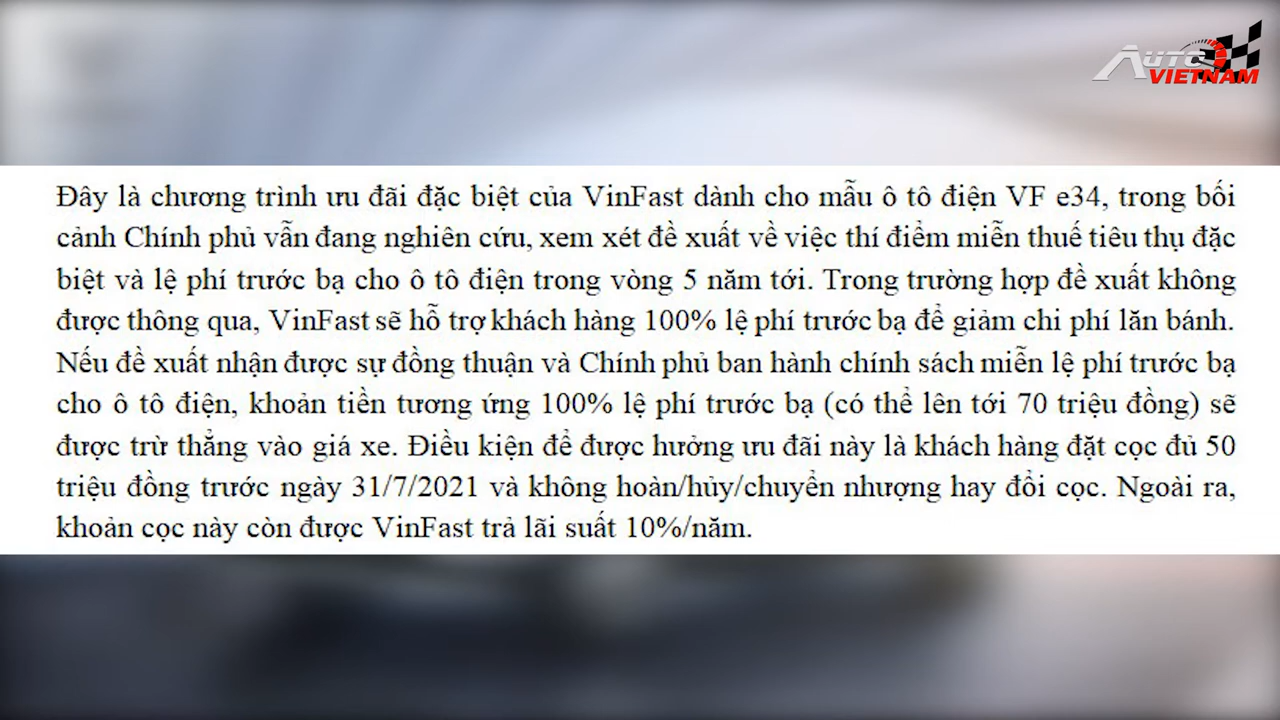 AUTO
VIETNAM
Đây là chương trình ưu đãi đặc biệt của VinFast dành cho mẫu ô tô điện VF e34, trong bối
cảnh Chính phủ vẫn đang nghiên cứu, xem xét đề xuất về việc thí điểm miễn thuế tiêu thụ đặc
biệt và lệ phí trước bạ cho ô tô điện trong vòng 5 năm tới. Trong trường hợp đề xuất không
được thông qua, VinFast sẽ hỗ trợ khách hàng 100% lệ phí trước bạ để giảm chi phí lăn bánh.
Nếu đề xuất nhận được sự đồng thuận và Chính phủ ban hành chính sách miễn lệ phí trước bạ
cho ô tô điện, khoản tiền tương ứng 100% lệ phí trước bạ (có thể lên tới 70 triệu đồng) sẽ
được trừ thẳng vào giá xe. Điều kiện để được hưởng ưu đãi này là khách hàng đặt cọc đủ 50
triệu đồng trước ngày 31/7/2021 và không hoàn/hủy/chuyển nhượng hay đổi cọc. Ngoài ra,
khoản cọc này còn được VinFast trả lãi suất 10%/năm.